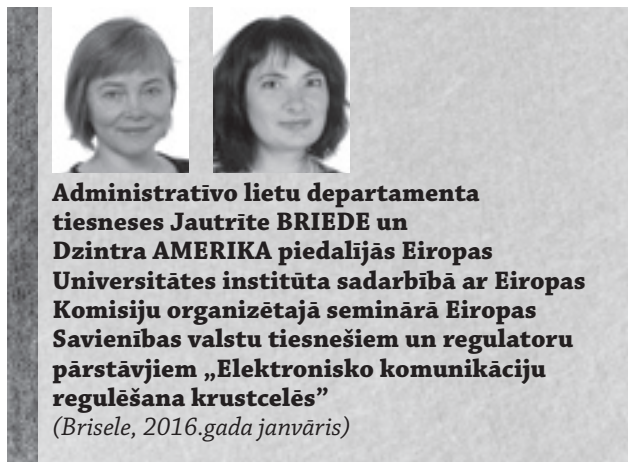 Administratīvo lietu departamenta
tiesneses Jautrīte BRIEDE un
Dzintra AMERIKA piedalījās Eiropas
Universitātes institūta sadarbībā ar Eiropas
Komisiju organizētajā seminārā Eiropas
Savienības valstu tiesnešiem un regulatoru
pārstāvjiem „Elektronisko komunikāciju
regulēšana krustcelēs”
(Brisele, 2016.gada janvāris)